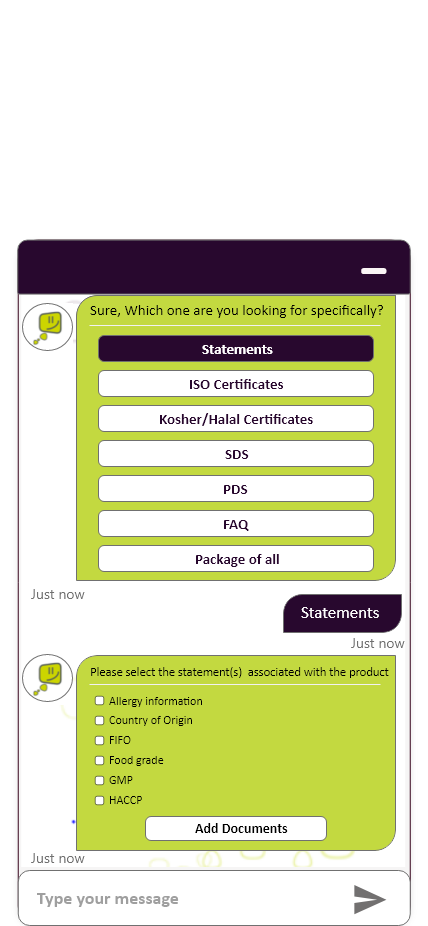 Sure, Which one are you looking for specifically?
Statements
ISO Certificates
Kosher/Halal Certificates
SDS
PDS
FAQ
Package of all
Just now
Statements
Just now
Please select the statement(s) associated with the product
Allergy information
Country of Origin
FIFO
Food grade
GMP
HACCP
Add Documents
Just now
Type your message